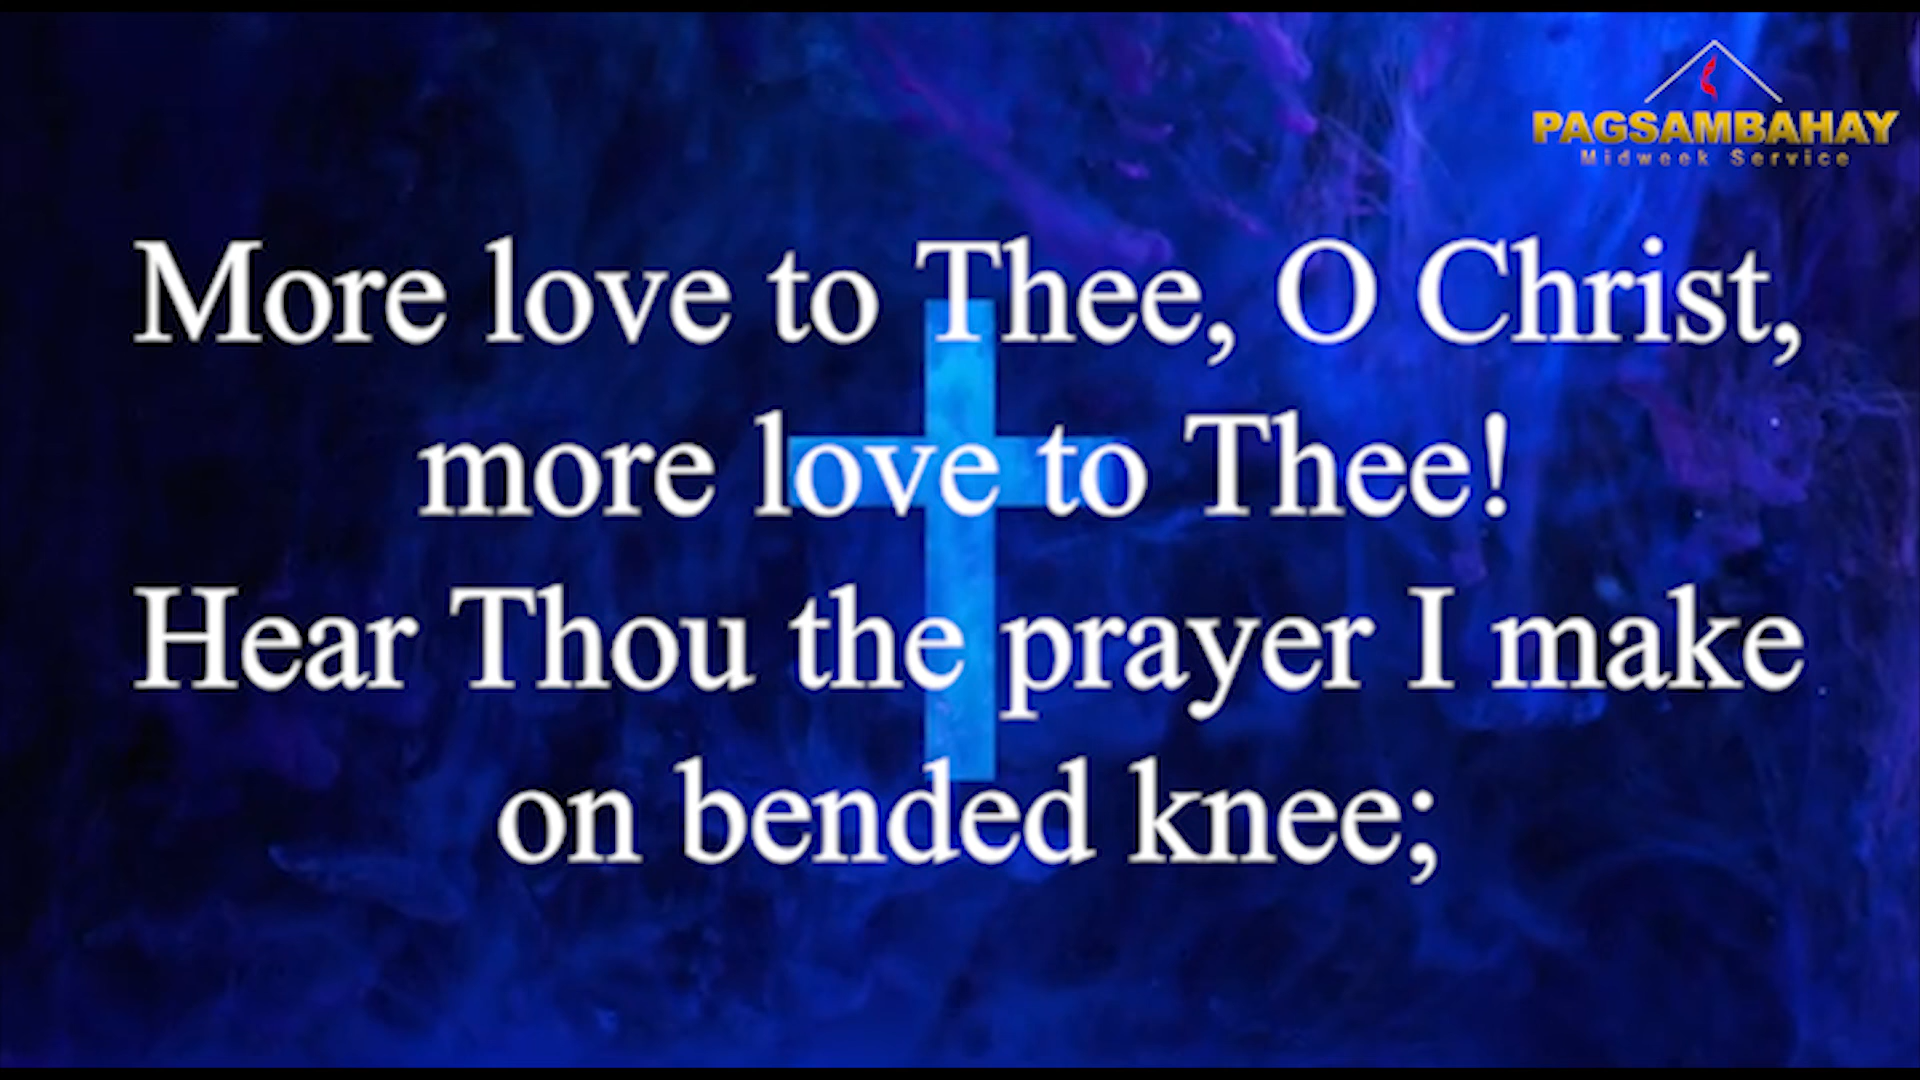 PAGSAMBAHAY
Midweek Service
More love to Thee, O Christ,
more love to Thee!
Hear Thou the prayer I make
on bended knee;